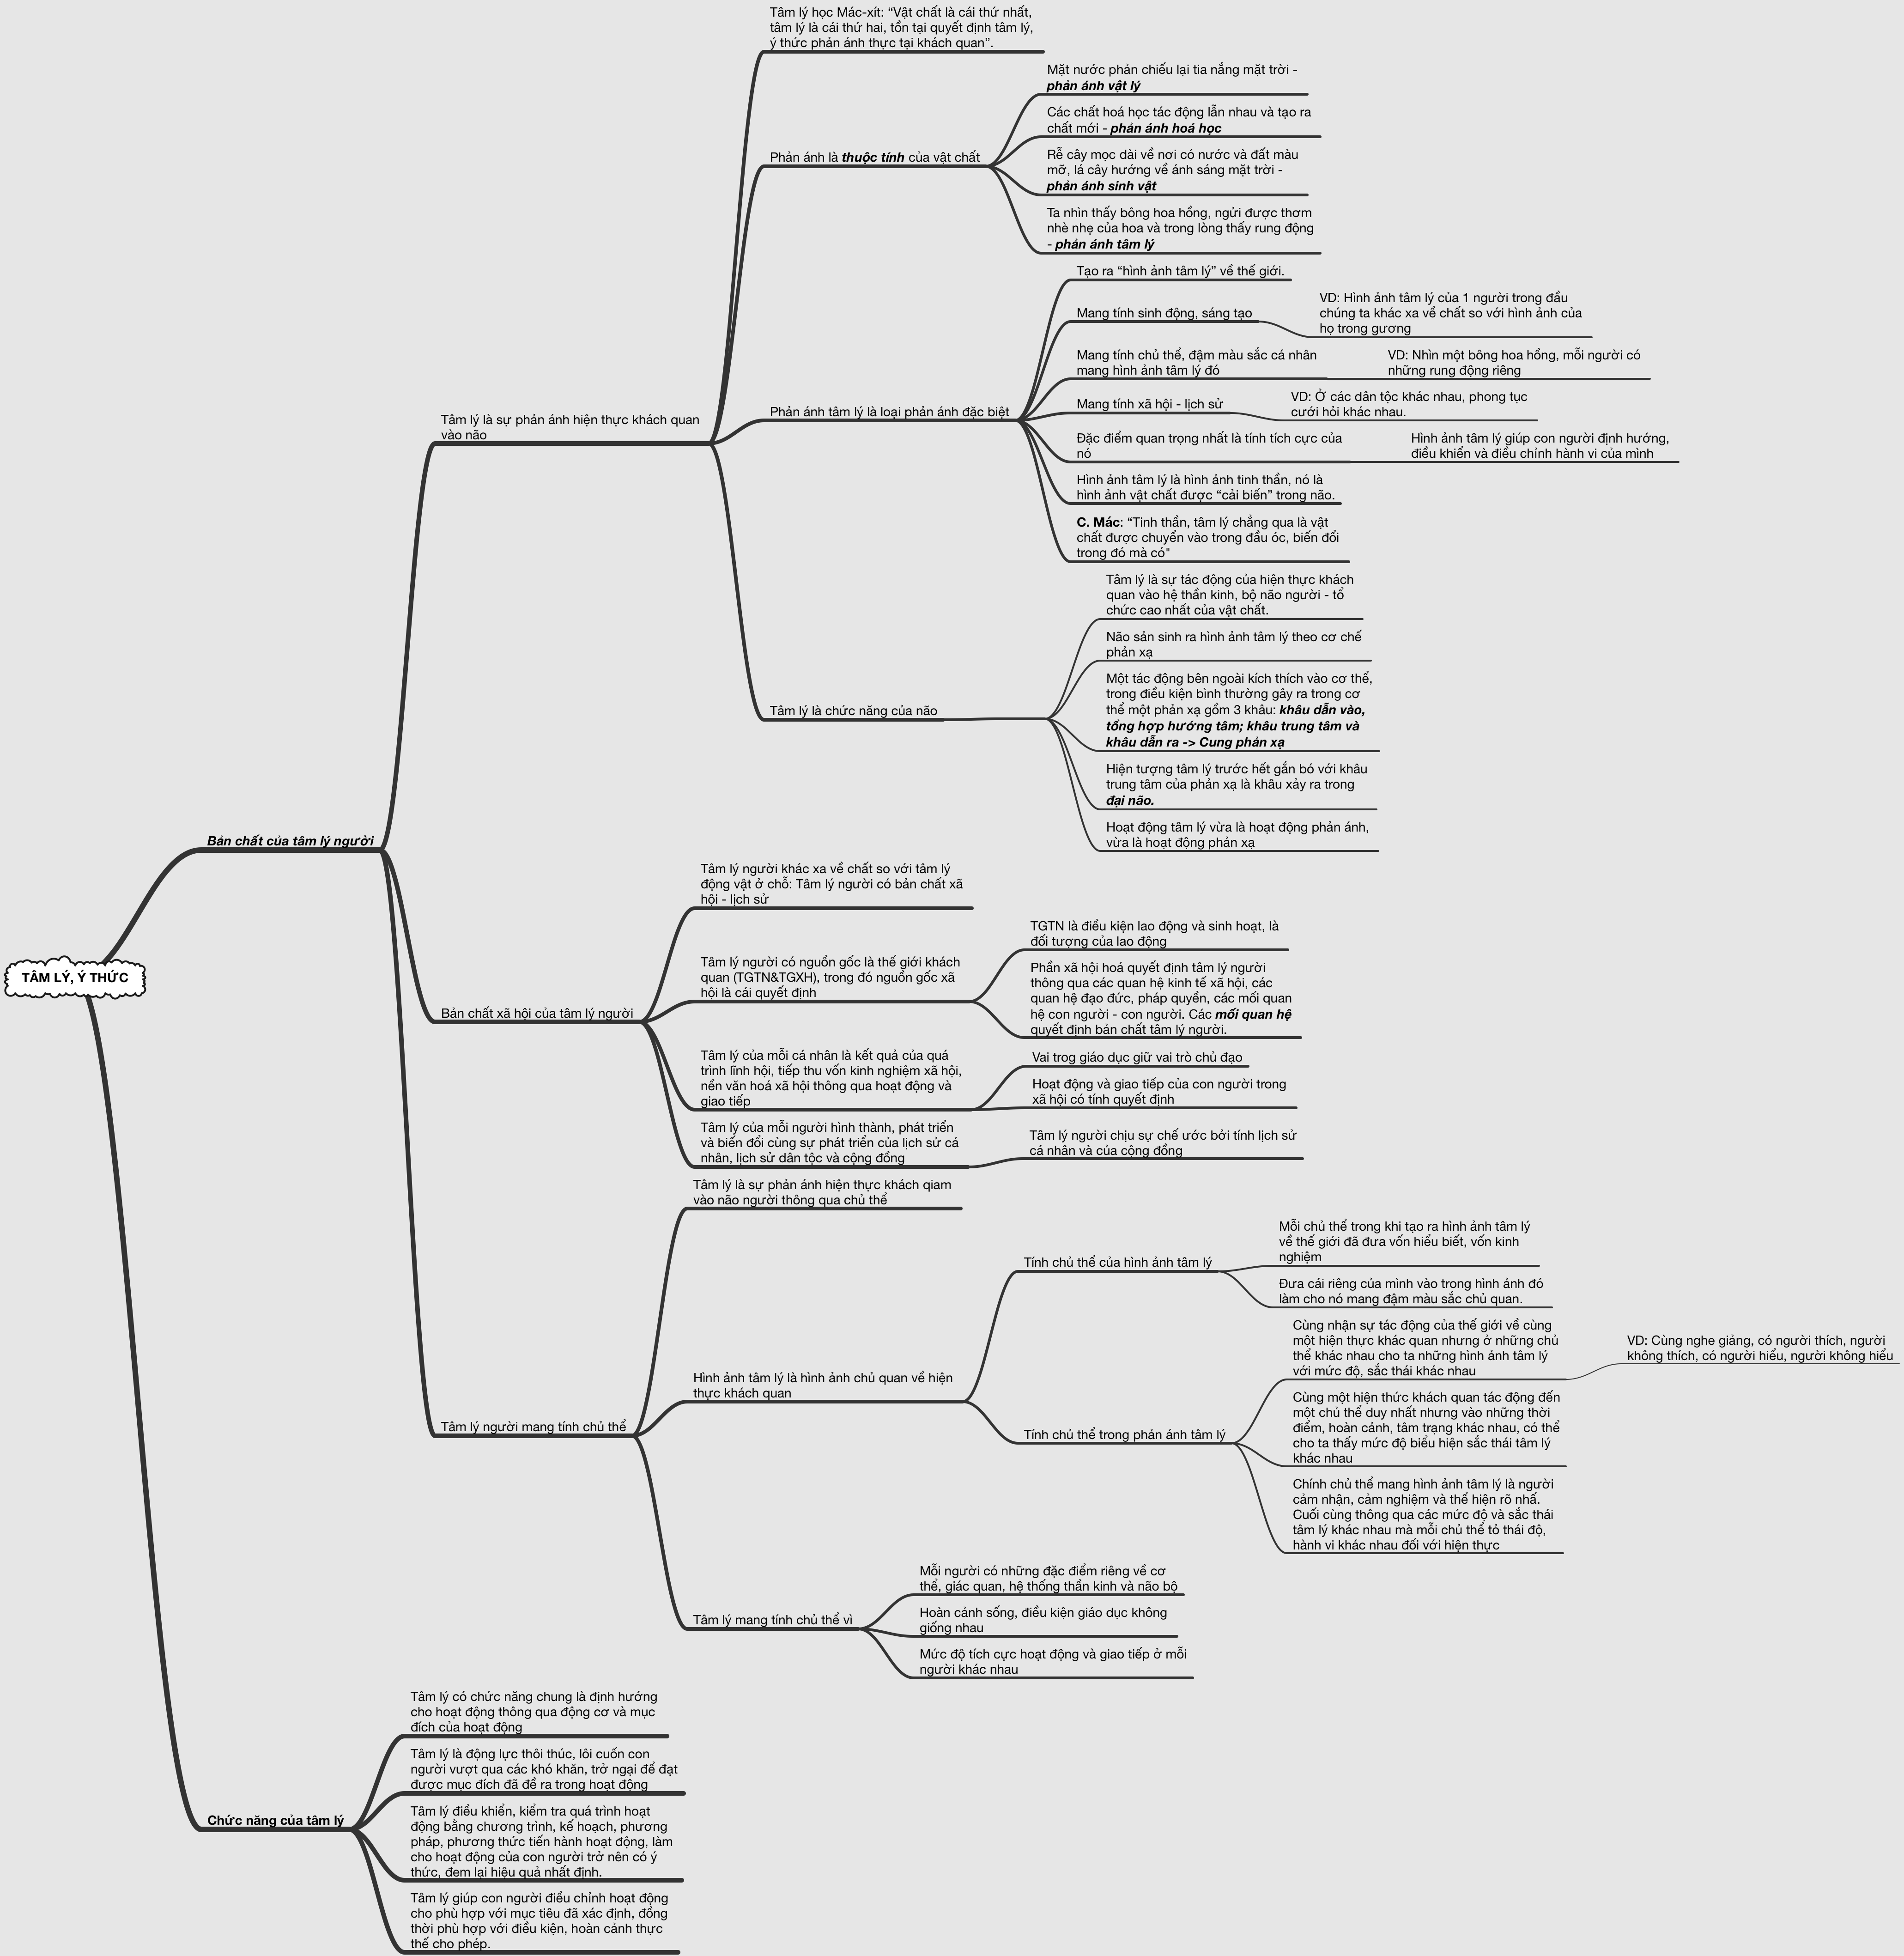 TÂM LÝ, Ý THỨC
Bản chất của tâm lý người
Tâm lý là sự phản ánh hiện thực khách quan
vào não
Tâm lý học Mác-xít: “Vật chất là cái thứ nhất,
tâm lý là cái thứ hai, tồn tại quyết định tâm lý,
ý thức phản ánh thực tại khách quan”.
Phản ánh là thuộc tính của vật chất
Mặt nước phản chiếu lại tia nắng mặt trời -
phản ánh vật lý
Các chất hoá học tác động lẫn nhau và tạo ra
chất mới - phản ánh hoá học
Rễ cây mọc dài về nơi có nước và đất màu
mỡ, lá cây hướng về ánh sáng mặt trời -
phản ánh sinh vật
Ta nhìn thấy bông hoa hồng, ngửi được thơm
nhè nhẹ của hoa và trong lòng thấy rung động
- phản ánh tâm lý
Phản ánh tâm lý là loại phản ánh đặc biệt
Tạo ra “hình ảnh tâm lý” về thế giới.
Mang tính sinh động, sáng tạo
VD: Hình ảnh tâm lý của 1 người trong đầu
chúng ta khác xa về chất so với hình ảnh của
họ trong gương
Mang tính chủ thể, đậm màu sắc cá nhân
mang hình ảnh tâm lý đó
VD: Nhìn một bông hoa hồng, mỗi người có
những rung động riêng
Mang tính xã hội - lịch sử
VD: Ở các dân tộc khác nhau, phong tục
cưới hỏi khác nhau.
Đặc điểm quan trọng nhất là tính tích cực của
nó
Hình ảnh tâm lý giúp con người định hướng,
điều khiển và điều chỉnh hành vi của mình
Hình ảnh tâm lý là hình ảnh tinh thần, nó là
hình ảnh vật chất được “cải biến” trong não.
C. Mác: “Tinh thần, tâm lý chẳng qua là vật
chất được chuyển vào trong đầu óc, biến đổi
trong đó mà có"
Tâm lý là chức năng của não
Tâm lý là sự tác động của hiện thực khách
quan vào hệ thần kinh, bộ não người - tổ
chức cao nhất của vật chất.
Não sản sinh ra hình ảnh tâm lý theo cơ chế
phản xạ
Một tác động bên ngoài kích thích vào cơ thể,
trong điều kiện bình thường gây ra trong cơ
thể một phản xạ gồm 3 khâu: khâu dẫn vào,
tổng hợp hướng tâm; khâu trung tâm và
khâu dẫn ra -> Cung phản xạ
Hiện tượng tâm lý trước hết gắn bó với khâu
trung tâm của phản xạ là khâu xảy ra trong
đại não.
Hoạt động tâm lý vừa là hoạt động phản ánh,
vừa là hoạt động phản xạ
Bản chất xã hội của tâm lý người
Tâm lý người khác xa về chất so với tâm lý
động vật ở chỗ: Tâm lý người có bản chất xã
hội - lịch sử
Tâm lý người có nguồn gốc là thế giới khách
quan (TGTN&TGXH), trong đó nguồn gốc xã
hội là cái quyết định
TGTN là điều kiện lao động và sinh hoạt, là
đối tượng của lao động
Phần xã hội hoá quyết định tâm lý người
thông qua các quan hệ kinh tế xã hội, các
quan hệ đạo đức, pháp quyền, các mối quan
hệ con người - con người. Các mối quan hệ
quyết định bản chất tâm lý người.
Tâm lý của mỗi cá nhân là kết quả của quá
trình lĩnh hội, tiếp thu vốn kinh nghiệm xã hội,
nền văn hoá xã hội thông qua hoạt động và
giao tiếp
Vai trog giáo dục giữ vai trò chủ đạo
Hoạt động và giao tiếp của con người trong
xã hội có tính quyết định
Tâm lý của mỗi người hình thành, phát triển
và biến đổi cùng sự phát triển của lịch sử cá
nhân, lịch sử dân tộc và cộng đồng
Tâm lý người chịu sự chế ước bởi tính lịch sử
cá nhân và của cộng đồng
Tâm lý người mang tính chủ thể
Tâm lý là sự phản ánh hiện thực khách qiam
vào não người thông qua chủ thể
Hình ảnh tâm lý là hình ảnh chủ quan về hiện
thực khách quan
Tính chủ thể của hình ảnh tâm lý
Mỗi chủ thể trong khi tạo ra hình ảnh tâm lý
về thế giới đã đưa vốn hiểu biết, vốn kinh
nghiệm
Đưa cái riêng của mình vào trong hình ảnh đó
làm cho nó mang đậm màu sắc chủ quan.
Tính chủ thể trong phản ánh tâm lý
Cùng nhận sự tác động của thế giới về cùng
một hiện thực khác quan nhưng ở những chủ
thể khác nhau cho ta những hình ảnh tâm lý
với mức độ, sắc thái khác nhau
VD: Cùng nghe giảng, có người thích, người
không thích, có người hiểu, người không hiểu
Cùng một hiện thức khách quan tác động đến
một chủ thể duy nhất nhưng vào những thời
điểm, hoàn cảnh, tâm trạng khác nhau, có thể
cho ta thấy mức độ biểu hiện sắc thái tâm lý
khác nhau
Chính chủ thể mang hình ảnh tâm lý là người
cảm nhận, cảm nghiệm và thể hiện rõ nhấ.
Cuối cùng thông qua các mức độ và sắc thái
tâm lý khác nhau mà mỗi chủ thể tỏ thái độ,
hành vi khác nhau đối với hiện thực
Tâm lý mang tính chủ thể vì
Mỗi người có những đặc điểm riêng về cơ
thể, giác quan, hệ thống thần kinh và não bộ
Hoàn cảnh sống, điều kiện giáo dục không
giống nhau
Mức độ tích cực hoạt động và giao tiếp ở mỗi
người khác nhau
Chức năng của tâm lý
Tâm lý có chức năng chung là định hướng
cho hoạt động thông qua động cơ và mục
đích của hoạt động
Tâm lý là động lực thôi thúc, lôi cuốn con
người vượt qua các khó khăn, trở ngại để đạt
được mục đích đã đề ra trong hoạt động
Tâm lý điều khiển, kiểm tra quá trình hoạt
động bằng chương trình, kế hoạch, phương
pháp, phương thức tiến hành hoạt động, làm
cho hoạt động của con người trở nên có ý
thức, đem lại hiệu quả nhất định.
Tâm lý giúp con người điều chỉnh hoạt động
cho phù hợp với mục tiêu đã xác định, đồng
thời phù hợp với điều kiện, hoàn cảnh thực
thế cho phép.